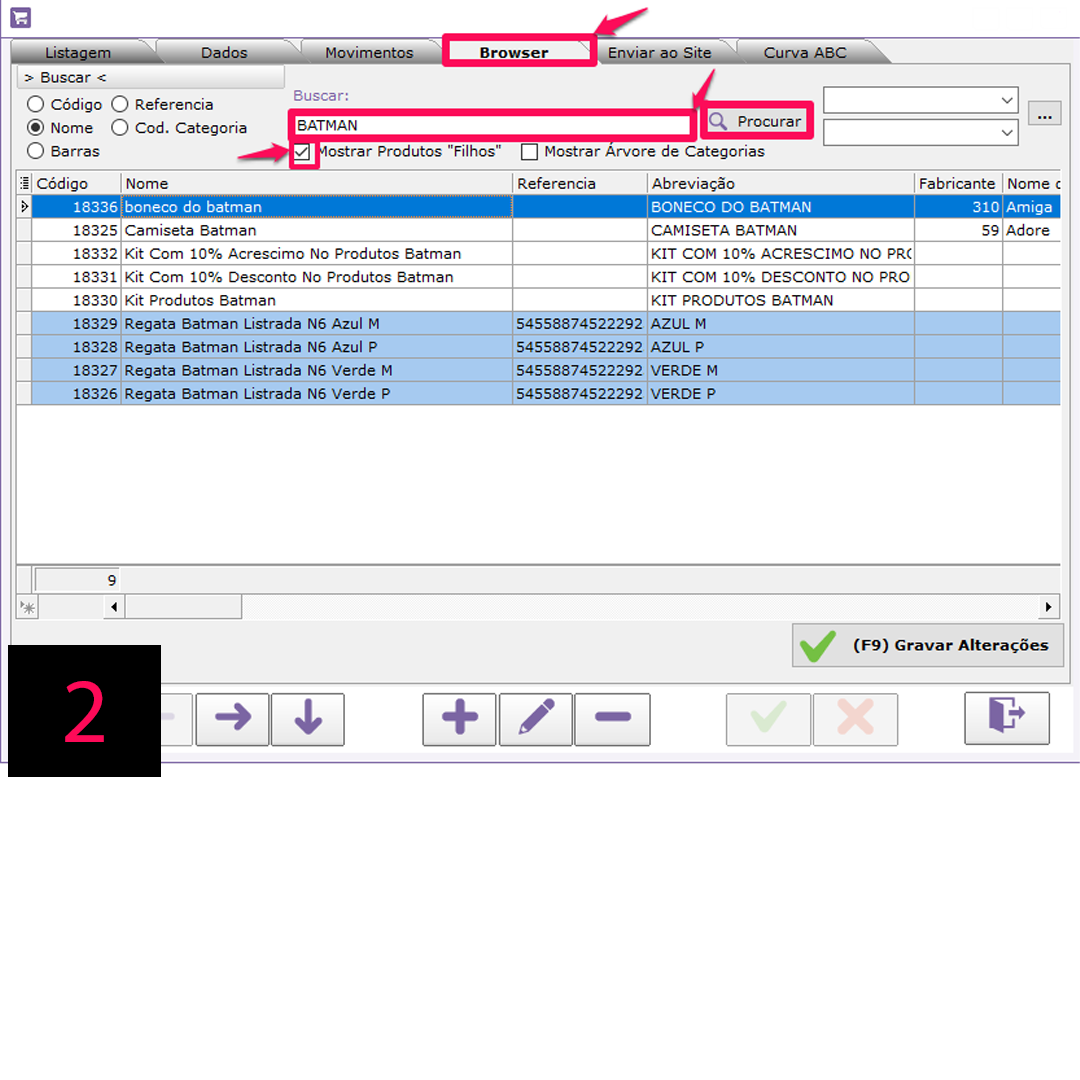 Listagem Dados Movimentos Browser Enviar ao Site Curva ABC
> Buscar <
Código Referencia
Nome Cod. Categoria
Barras
Buscar:
BATMAN
Procurar
...
Mostrar Produtos "Filhos" Mostrar Árvore de Categorias
Código Nome Referencia Abreviação Fabricante Nome d
18336 boneco do batman BONECO DO BATMAN 310 Amiga
18325 Camiseta Batman CAMISETA BATMAN 59 Adore
18332 Kit Com 10% Acrescimo No Produtos Batman KIT COM 10% ACRESCIMO NO PRO
18331 Kit Com 10% Desconto No Produtos Batman KIT COM 10% DESCONTO NO PRO
18330 Kit Produtos Batman KIT PRODUTOS BATMAN
18329 Regata Batman Listrada N6 Azul M 54558874522292 AZUL M
18328 Regata Batman Listrada N6 Azul P 54558874522292 AZUL P
18327 Regata Batman Listrada N6 Verde M 54558874522292 VERDE M
18326 Regata Batman Listrada N6 Verde P 54558874522292 VERDE P
9
(F9) Gravar Alterações
2